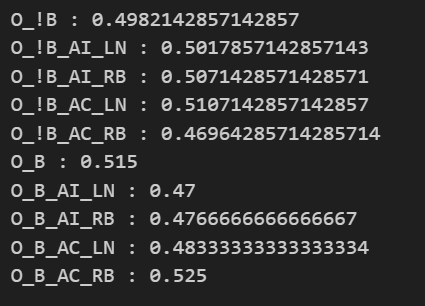 O_!B : 0.4982142857142857
O_!B_AI_LN : 0.5017857142857143
O_!B_AI_RB : 0.5071428571428571
O_!B_AC_LN : 0.5107142857142857
O_!B_AC_RB : 0.46964285714285714
O_B : 0.515
O_B_AI_LN : 0.47
O_B_AI_RB : 0.4766666666666667
O_B_AC_LN : 0.48333333333333334
O_B_AC_RB : 0.525